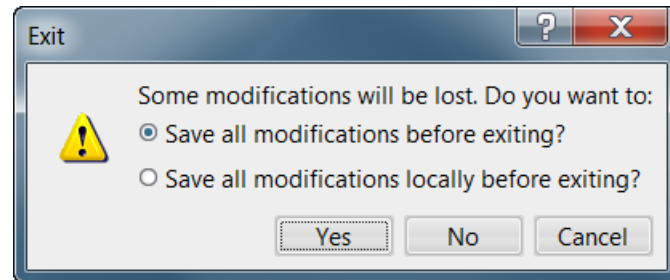 Exit
Some modifications will be lost. Do you want to:
Save all modifications before exiting?
Save all modifications locally before exiting?
Yes No Cancel